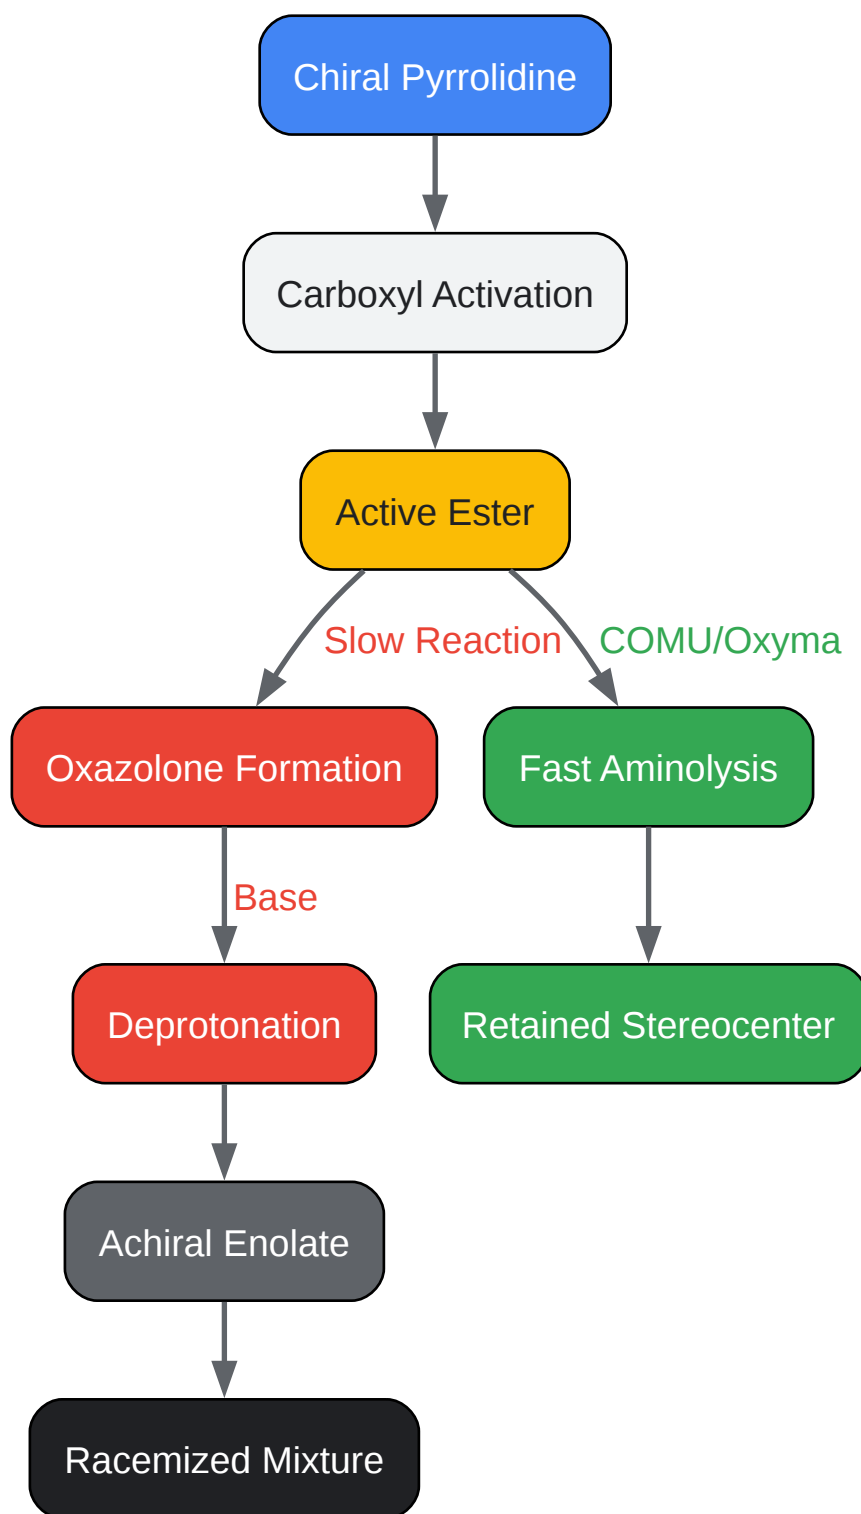 Chiral Pyrrolidine
Carboxyl Activation
Active Ester
Slow Reaction
COMU/Oxyma
Oxazolone Formation
Fast Aminolysis
Base
Deprotonation
Retained Stereocenter
Achiral Enolate
Racemized Mixture